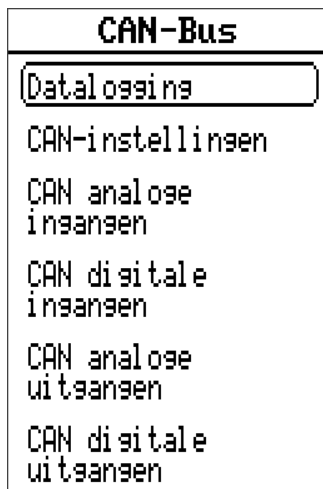 CAN-Bus
Datalogging
CAN-instellingen
CAN analoge
ingangen
CAN digitale
ingangen
CAN analoge
uitgangen
CAN digitale
uitgangen